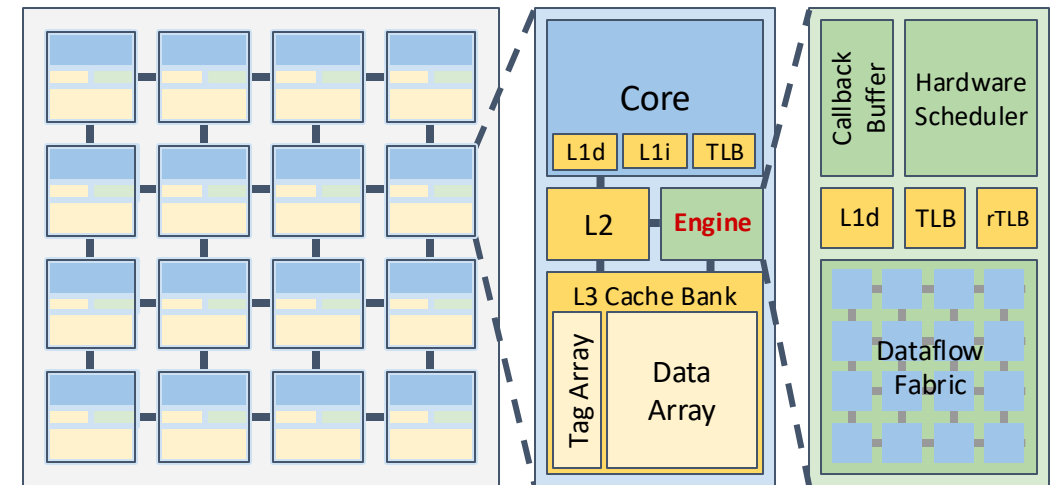 Core
L1d
L1i
TLB
L2
Engine
L3 Cache Bank
Tag Array
Data
Array
Callback
Buffer
Hardware
Scheduler
L1d
TLB
rTLB
Dataflow
Fabric